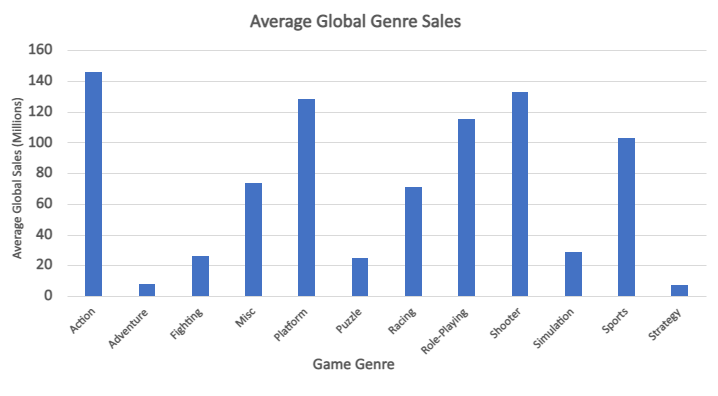 Average Global Genre Sales
Average Global Sales (Millions)
160
140
120
100
80
60
40
20
0
Action
Adventure
Fighting
Misc
Platform
Puzzle
Racing
Role-Playing
Shooter
Simulation
Sports
Strategy
Game Genre